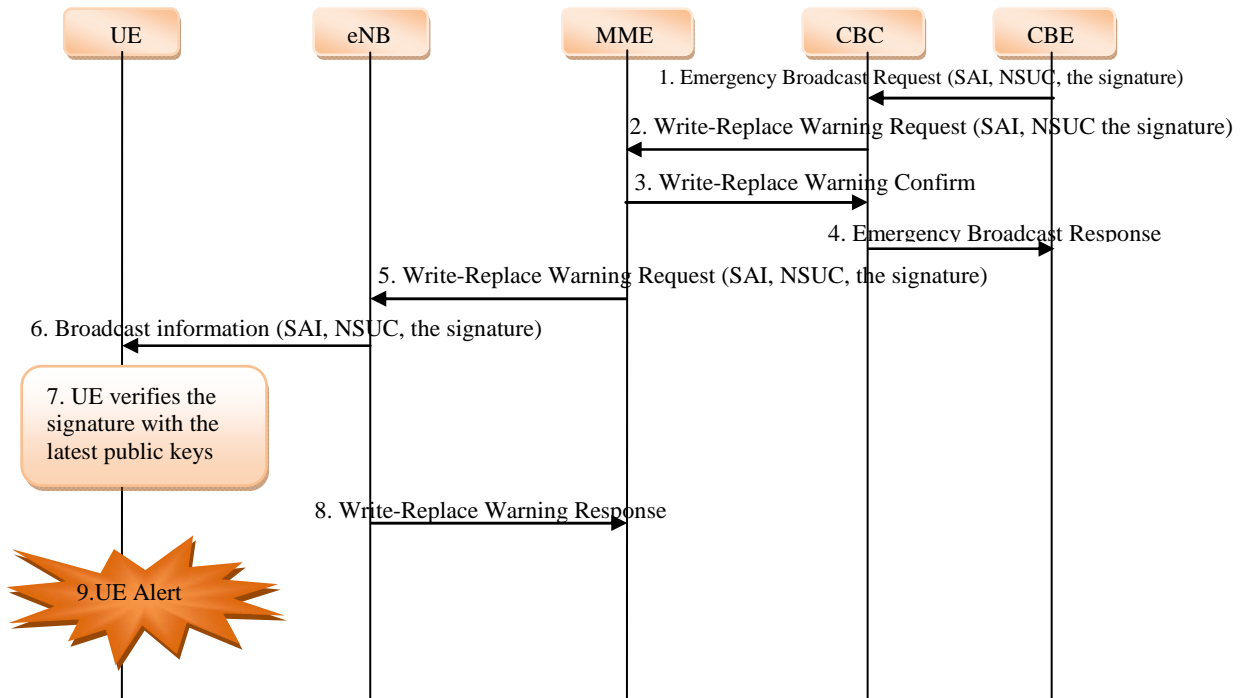 UE eNB MME CBC CBE
1. Emergency Broadcast Request (SAI, NSUC, the signature)
2. Write-Replace Warning Request (SAI, NSUC the signature)
3. Write-Replace Warning Confirm
4. Emergency Broadcast Response
5. Write-Replace Warning Request (SAI, NSUC, the signature)
6. Broadcast information (SAI, NSUC, the signature)
7. UE verifies the
signature with the
latest public keys
8. Write-Replace Warning Response
9.UE Alert